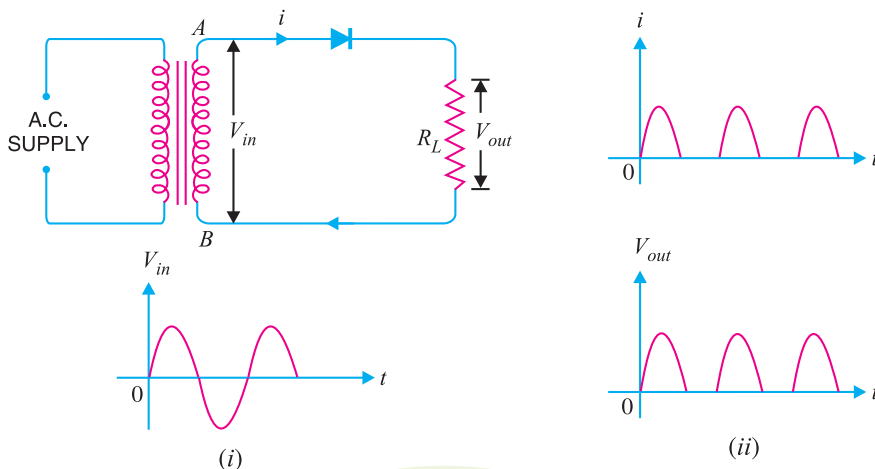 A
i
i
A.C.
SUPPLY
V_in
R_L
V_out
0
t
B
V_in
V_out
0
t
0
t
(i)
(ii)